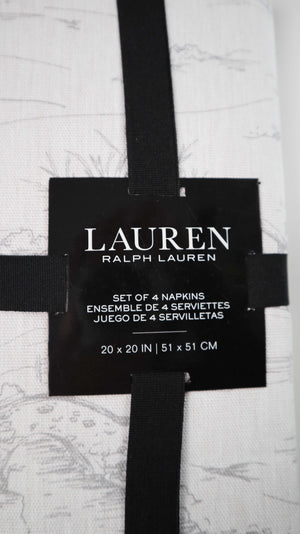 LAUREN
RALPH LAUREN
SET OF 4 NAPKINS
ENSEMBLE DE 4 SERVIETTES
JUEGO DE 4 SERVILLETAS
20 x 20 IN | 51 x 51 CM